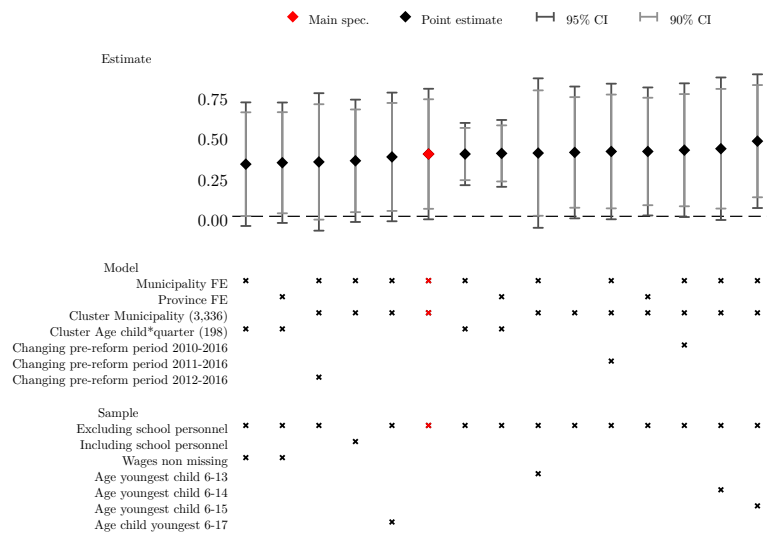 Main spec. Point estimate 95% CI 90% CI
Estimate
0.75
0.50
0.25
0.00
Model
Municipality FE
Province FE
Cluster Municipality (3,336)
Cluster Age child*quarter (198)
Changing pre-reform period 2010-2016
Changing pre-reform period 2011-2016
Changing pre-reform period 2012-2016
Sample
Excluding school personnel
Including school personnel
Wages non missing
Age youngest child 6-13
Age youngest child 6-14
Age youngest child 6-15
Age child youngest 6-17